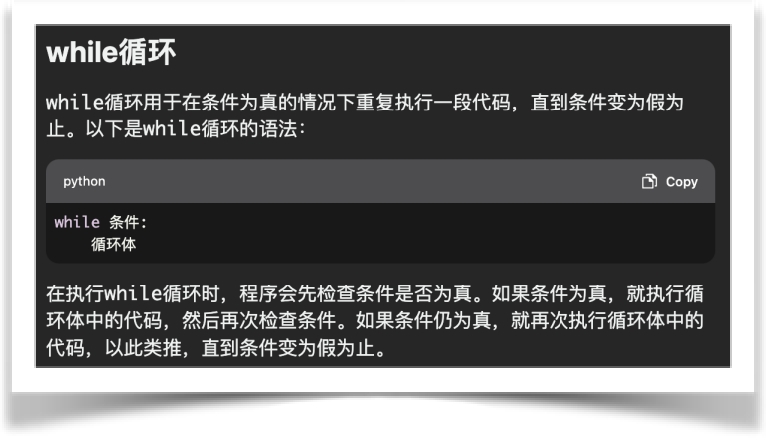 while循环
while循环用于在条件为真的情况下重复执行一段代码，直到条件变为假为
止。以下是while循环的语法：
python
Copy
while 条件:
    循环体
在执行while循环时，程序会先检查条件是否为真。如果条件为真，就执行循
环体中的代码，然后再次检查条件。如果条件仍为真，就再次执行循环体中的
代码，以此类推，直到条件变为假为止。